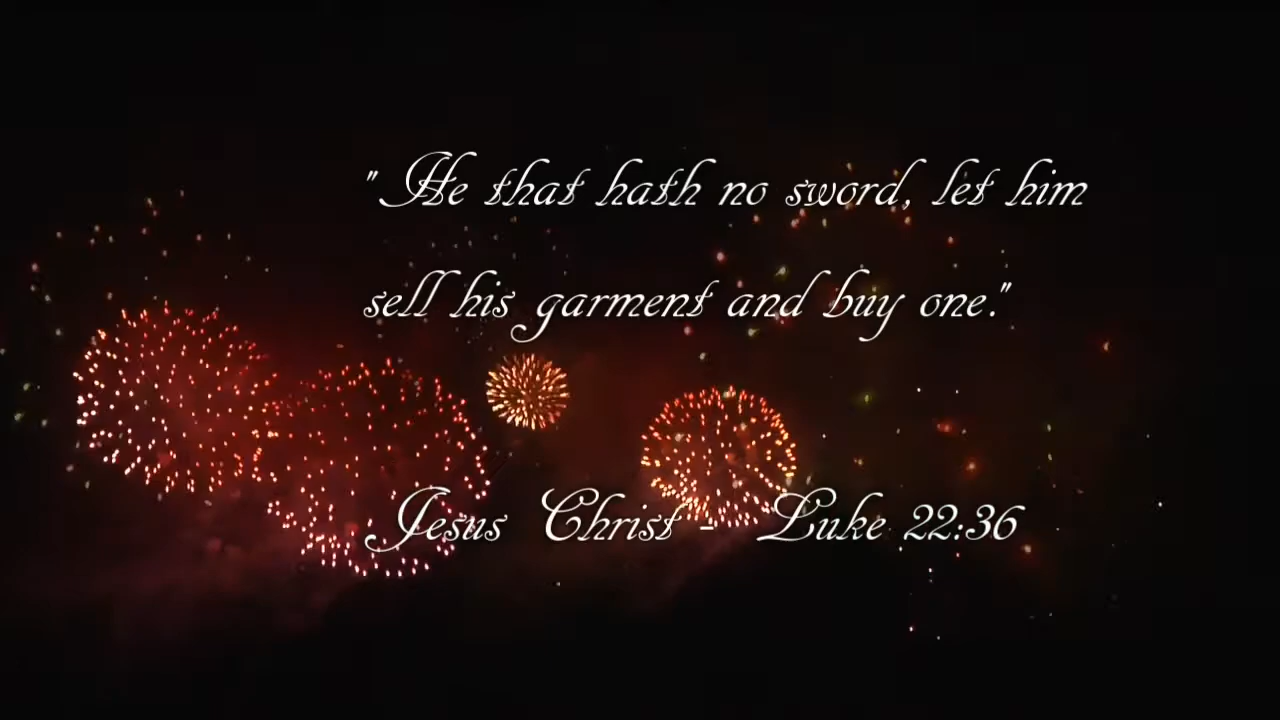 "He that hath no sword, let him
sell his garment and buy one."
Jesus Christ - Luke 22:36